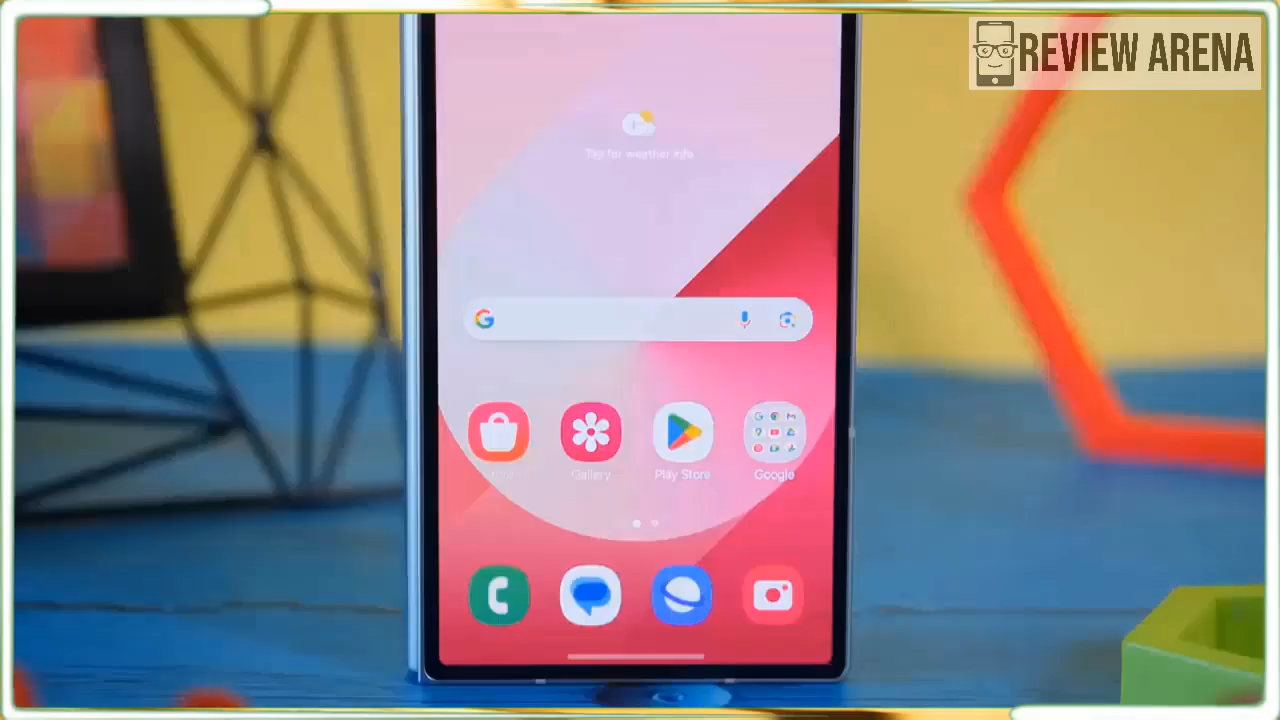 REVIEW ARENA
Tap for weather info
Gallery
Play Store
Google